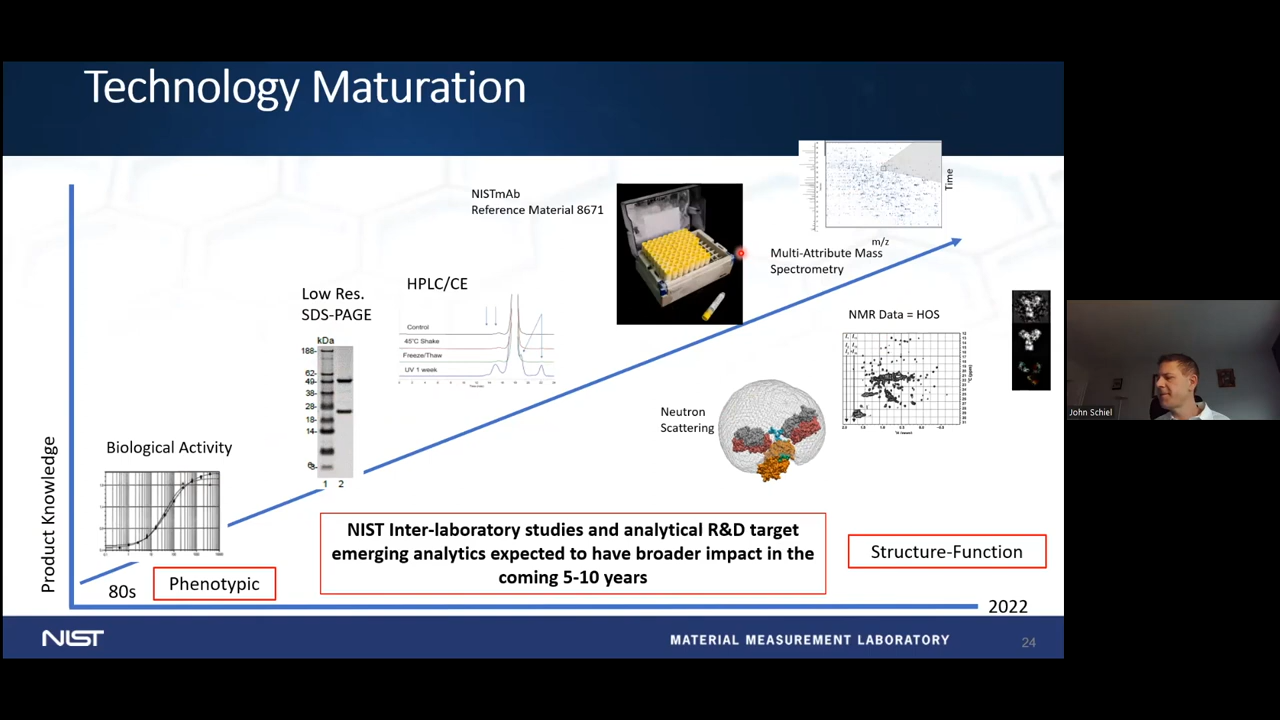 Technology Maturation
NISTmAb
Reference Material 8671
Time
m/z
Multi-Attribute Mass
Spectrometry
Low Res.
SDS-PAGE
HPLC/CE
kDa
188-
62-
49-
38-
28-
18-
14-
1 2
Control
45°C Shake
Freeze/Thaw
UV 1 week
NMR Data = HOS
Neutron
Scattering
Biological Activity
Product Knowledge
NIST Inter-laboratory studies and analytical R&D target
emerging analytics expected to have broader impact in the
coming 5-10 years
Structure-Function
80s
Phenotypic
2022
NIST
MATERIAL MEASUREMENT LABORATORY
24
John Schiel